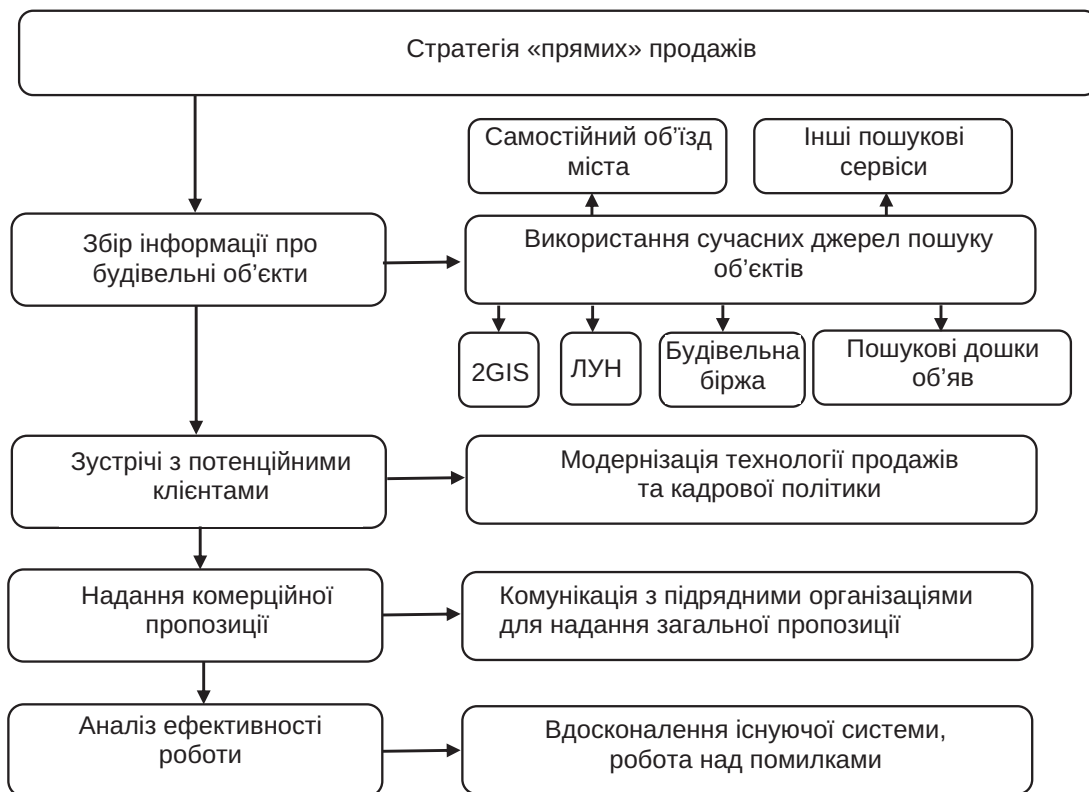 Стратегія «прямих» продажів
Самостійний об’їзд
міста
Інші пошукові
сервіси
Збір інформації про
будівельні об’єкти
Використання сучасних джерел пошуку
об’єктів
2GIS
ЛУН
Будівельна
біржа
Пошукові дошки
об’яв
Зустрічі з потенційними
клієнтами
Модернізація технології продажів
та кадрової політики
Надання комерційної
пропозиції
Комунікація з підрядними організаціями
для надання загальної пропозиції
Аналіз ефективності
роботи
Вдосконалення існуючої системи,
робота над помилками